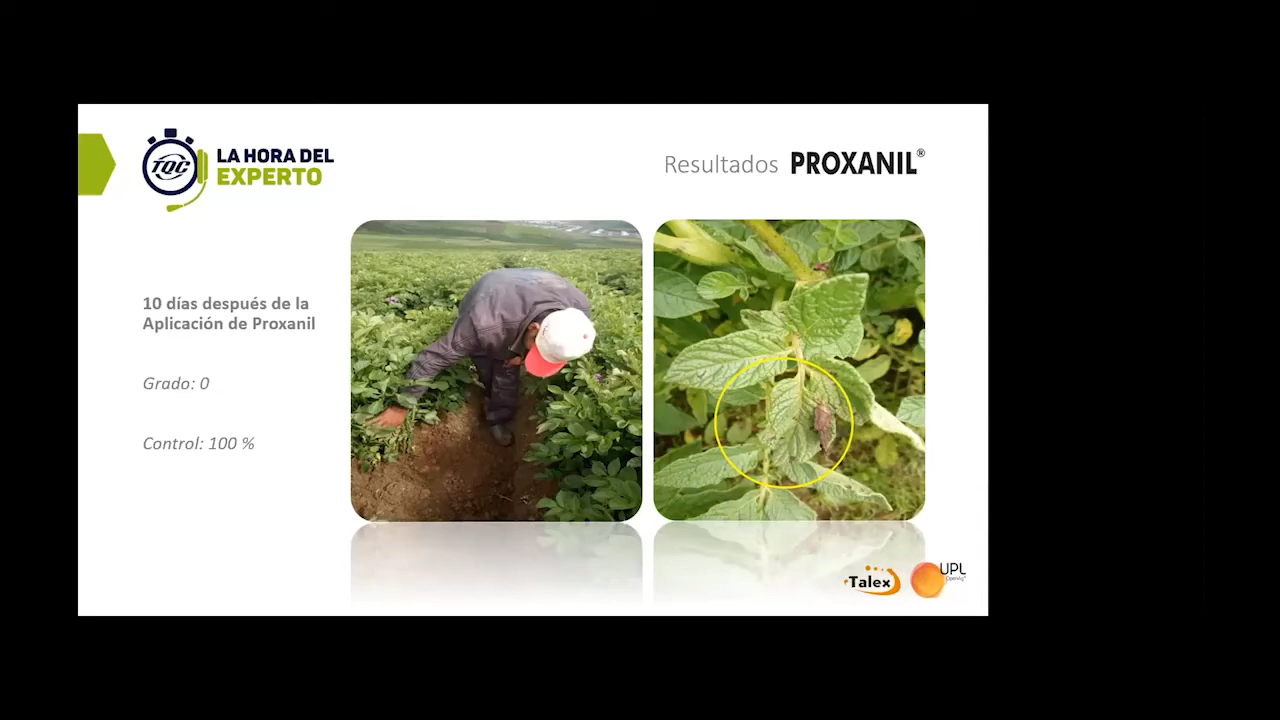 TQC
LA HORA DEL
EXPERTO
Resultados PROXANIL®
10 días después de la
Aplicación de Proxanil
Grado: 0
Control: 100 %
Talex
UPL
OpenAg